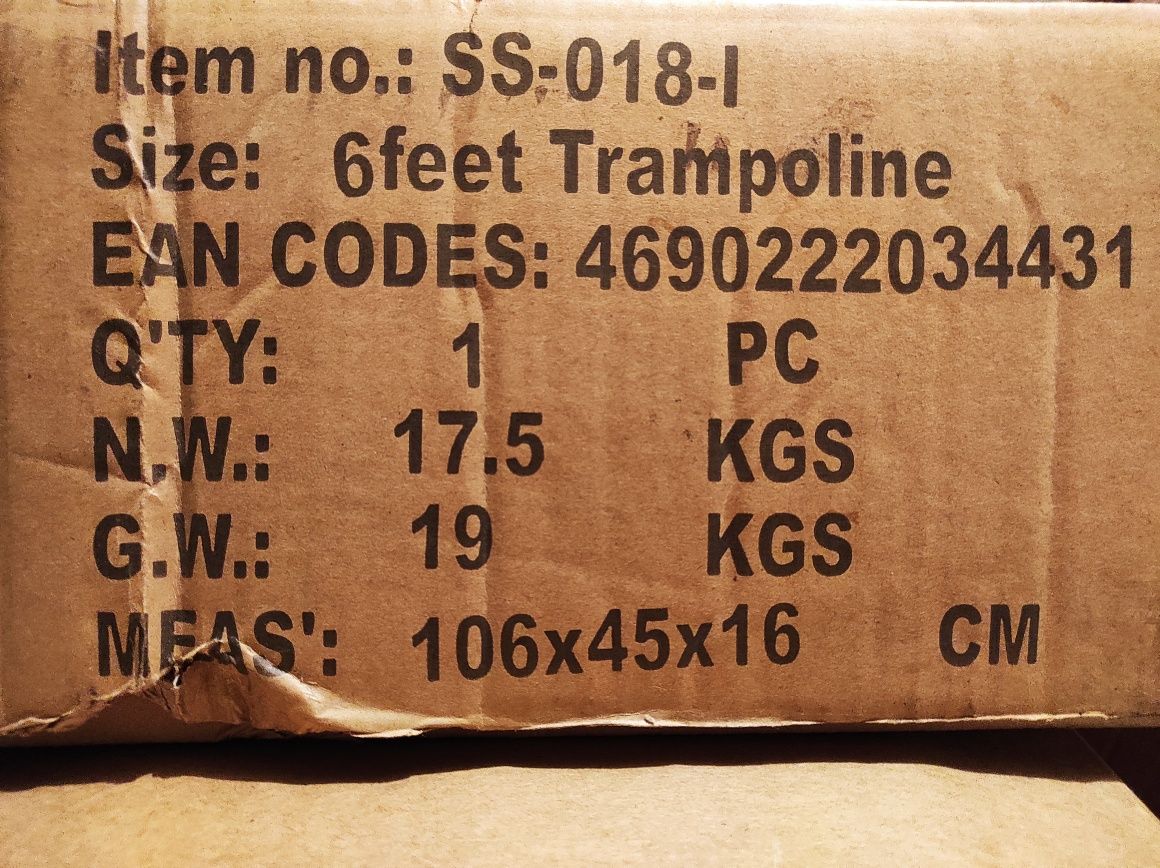 Item no.: SS-018-I
Size: 6feet Trampoline
EAN CODES: 4690222034431
Q'TY: 1 PC
N.W.: 17.5 KGS
G.W.: 19 KGS
MEAS': 106x45x16 CM